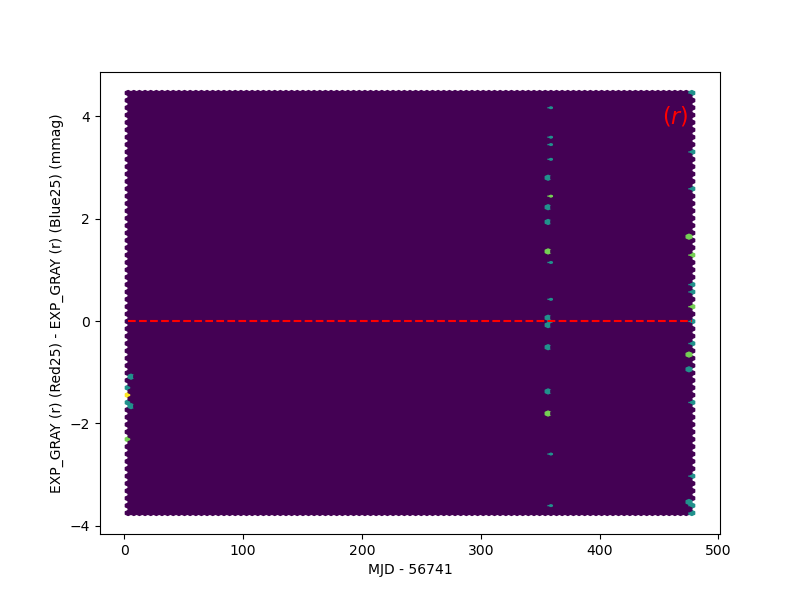 EXP_GRAY (r) (Red25) - EXP_GRAY (r) (Blue25) (mmag)
4
2
0
−2
−4
(r)
0 100 200 300 400 500
MJD - 56741